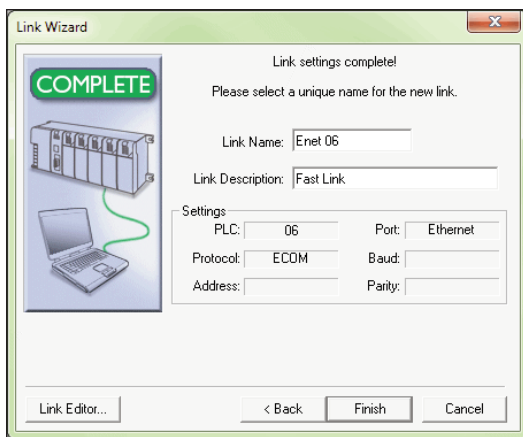 Link Wizard
COMPLETE
Link settings complete!
Please select a unique name for the new link.
Link Name: Enet 06
Link Description: Fast Link
Settings
PLC: 06 Port: Ethernet
Protocol: ECOM Baud:
Address: Parity:
Link Editor... < Back Finish Cancel